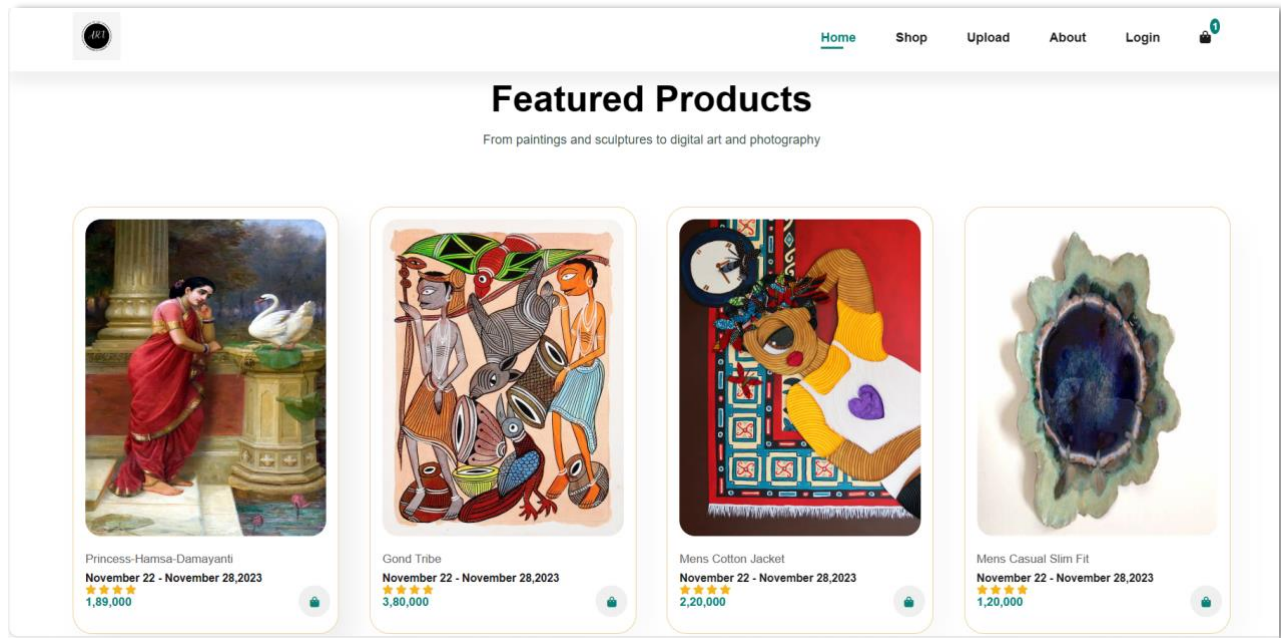 ART
Home Shop Upload About Login 1
Featured Products
From paintings and sculptures to digital art and photography
Princess-Hamsa-Damayanti
November 22 - November 28,2023
1,89,000
Gond Tribe
November 22 - November 28,2023
3,80,000
Mens Cotton Jacket
November 22 - November 28,2023
2,20,000
Mens Casual Slim Fit
November 22 - November 28,2023
1,20,000